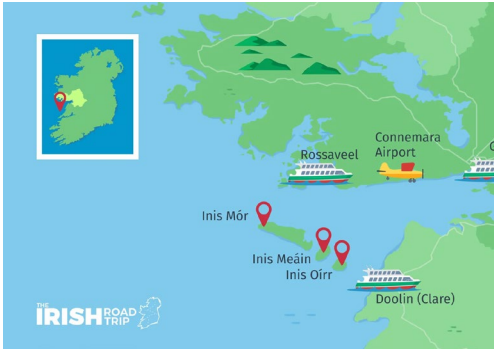 Rossaveel
Connemara
Airport
Inis Mór
Inis Meáin
Inis Oírr
Doolin (Clare)
THE
IRISH ROAD
TRIP